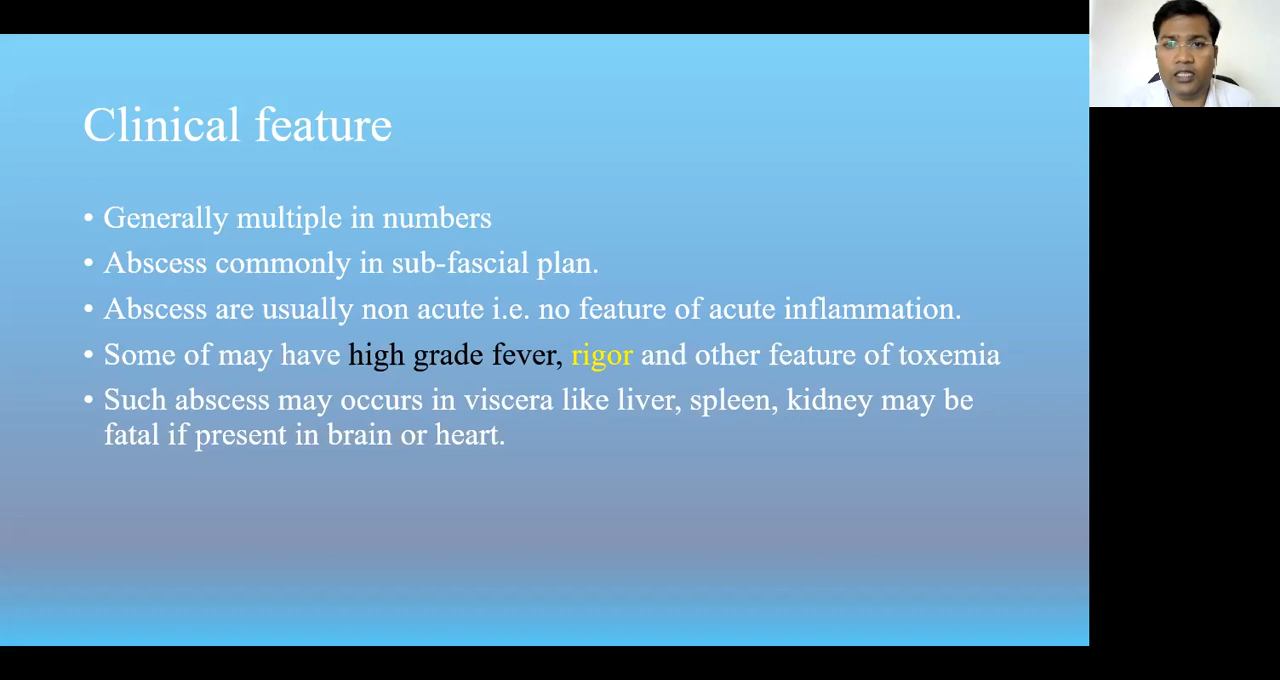 Clinical feature
• Generally multiple in numbers
• Abscess commonly in sub-fascial plan.
• Abscess are usually non acute i.e. no feature of acute inflammation.
• Some of may have high grade fever, rigor and other feature of toxemia
• Such abscess may occurs in viscera like liver, spleen, kidney may be
fatal if present in brain or heart.